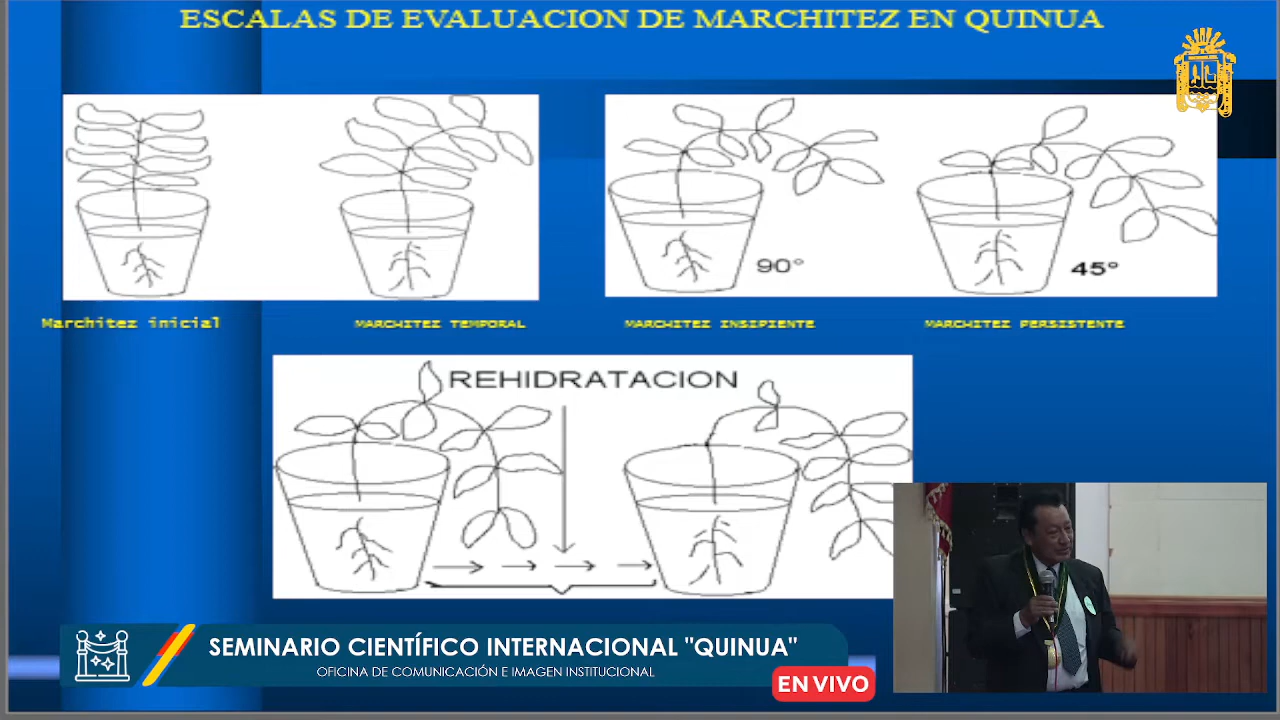 ESCALAS DE EVALUACION DE MARCHITEZ EN QUINUA
90°
45°
Marchitez inicial
MARCHITEZ TEMPORAL
MARCHITEZ INSIPIENTE
MARCHITEZ PERSISTENTE
REHIDRATACION
SEMINARIO CIENTÍFICO INTERNACIONAL "QUINUA"
OFICINA DE COMUNICACIÓN E IMAGEN INSTITUCIONAL
EN VIVO